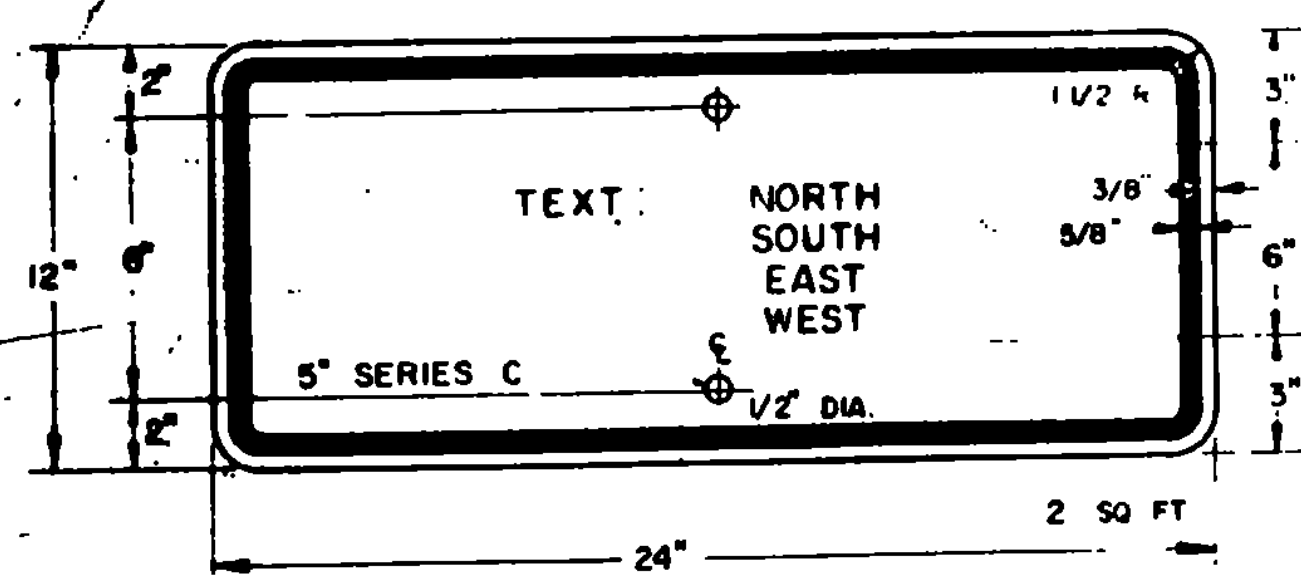 2"
3"
1 1/2 R
TEXT: NORTH
SOUTH
EAST
WEST
3/8"
5/8"
12"
6"
6"
℄
5" SERIES C
1/2" DIA.
2"
3"
2 SQ FT
24"